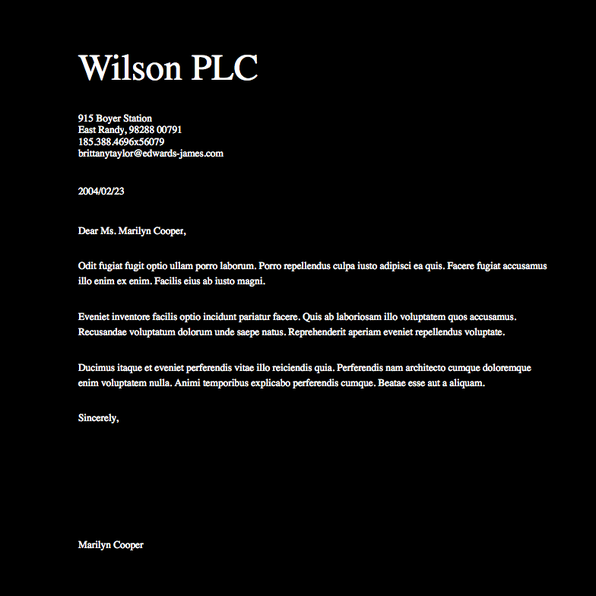 Wilson PLC
915 Boyer Station
East Randy, 98288 00791
185.388.4696x56079
brittanytaylor@edwards-james.com
2004/02/23
Dear Ms. Marilyn Cooper,
Odit fugiat fugit optio ullam porro laborum. Porro repellendus culpa iusto adipisci ea quis. Facere fugiat accusamus
illo enim ex enim. Facilis eius ab iusto magni.
Eveniet inventore facilis optio incidunt pariatur facere. Quis ab laboriosam illo voluptatem quos accusamus.
Recusandae voluptatum dolorum unde saepe natus. Reprehenderit aperiam eveniet repellendus voluptate.
Ducimus itaque et eveniet perferendis vitae illo reiciendis quia. Perferendis nam architecto cumque doloremque
enim voluptatem nulla. Animi temporibus explicabo perferendis cumque. Beatae esse aut a aliquam.
Sincerely,
Marilyn Cooper